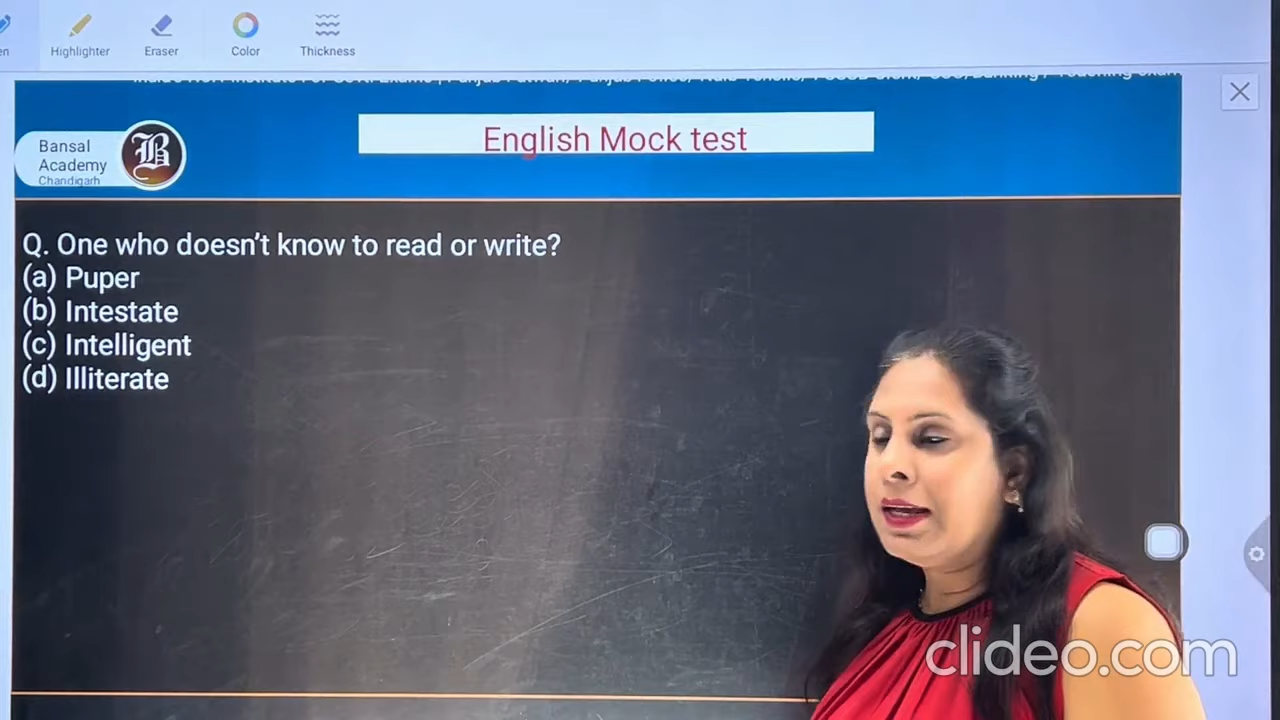 Highlighter
Eraser
Color
Thickness
Bansal
Academy
Chandigarh
B
English Mock test
Q. One who doesn't know to read or write?
(a) Puper
(b) Intestate
(c) Intelligent
(d) Illiterate
clideo.com